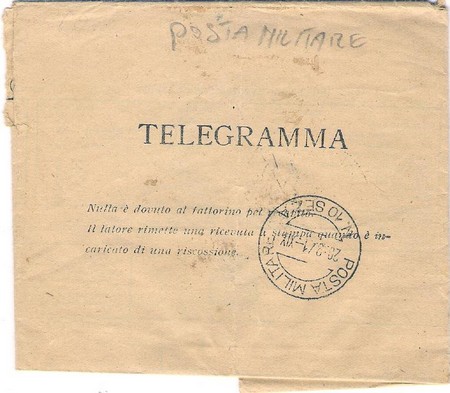 POSTA MILITARE
TELEGRAMMA
Nulla è dovuto al fattorino pel
Il latore rimette una ricevuta a stampa quando è in-
caricato di una riscossione.
POSTA MILITARE N. 10 SEZ. A